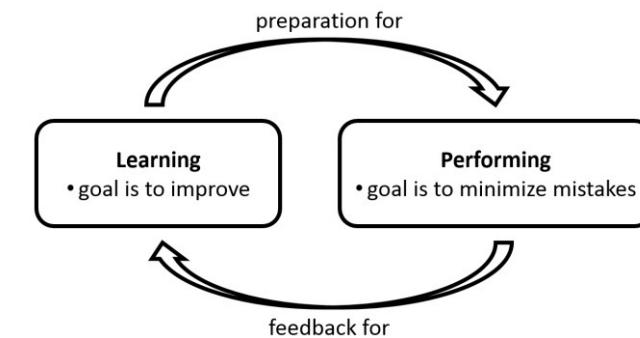 preparation for
Learning
• goal is to improve
Performing
• goal is to minimize mistakes
feedback for